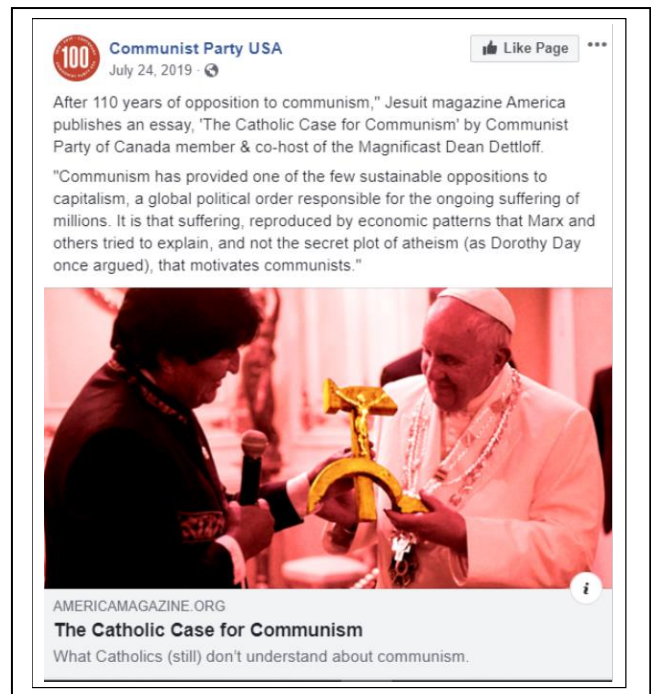 100
Communist Party USA
Like Page
July 24, 2019
After 110 years of opposition to communism," Jesuit magazine America
publishes an essay, 'The Catholic Case for Communism' by Communist
Party of Canada member & co-host of the Magnificast Dean Dettloff.
"Communism has provided one of the few sustainable oppositions to
capitalism, a global political order responsible for the ongoing suffering of
millions. It is that suffering, reproduced by economic patterns that Marx and
others tried to explain, and not the secret plot of atheism (as Dorothy Day
once argued), that motivates communists."
i
AMERICAMAGAZINE.ORG
The Catholic Case for Communism
What Catholics (still) don't understand about communism.